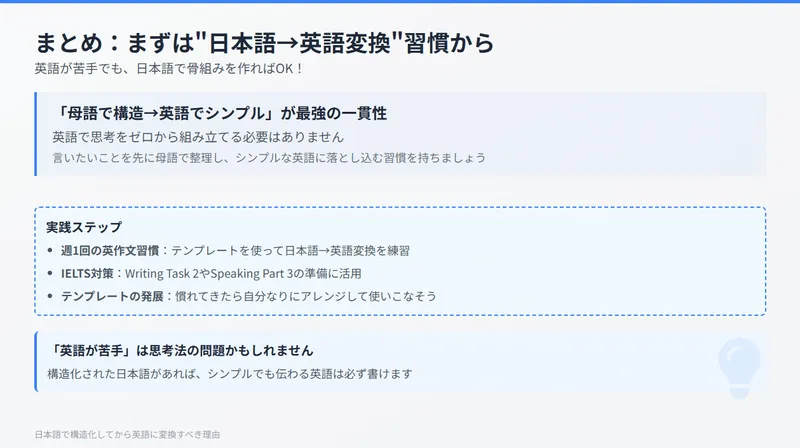 まとめ：まずは"日本語→英語変換"習慣から
英語が苦手でも、日本語で骨組みを作ればOK！
「母語で構造→英語でシンプル」が最強の一貫性
英語で思考をゼロから組み立てる必要はありません
言いたいことを先に母語で整理し、シンプルな英語に落とし込む習慣を持ちましょう
実践ステップ
• 週1回の英作文習慣：テンプレートを使って日本語→英語変換を練習
• IELTS対策：Writing Task 2やSpeaking Part 3の準備に活用
• テンプレートの発展：慣れてきたら自分なりにアレンジして使いこなそう
「英語が苦手」は思考法の問題かもしれません
構造化された日本語があれば、シンプルでも伝わる英語は必ず書けます
日本語で構造化してから英語に変換すべき理由